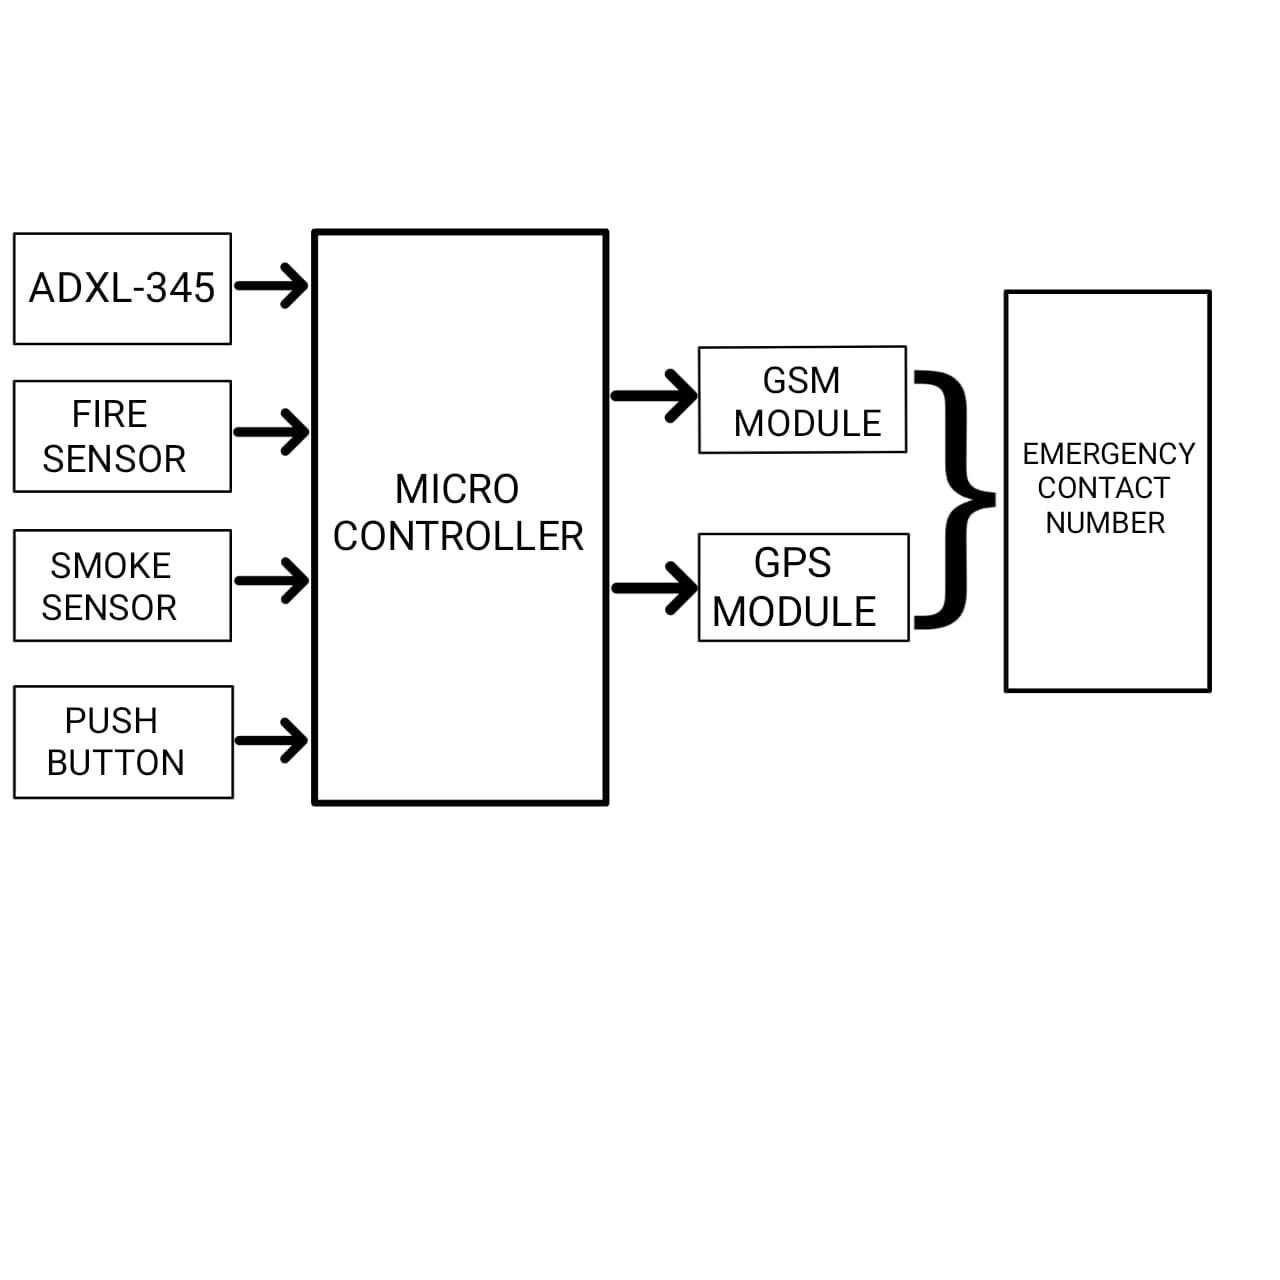 ADXL-345
FIRE
SENSOR
SMOKE
SENSOR
PUSH
BUTTON
MICRO
CONTROLLER
GSM
MODULE
GPS
MODULE
EMERGENCY
CONTACT
NUMBER